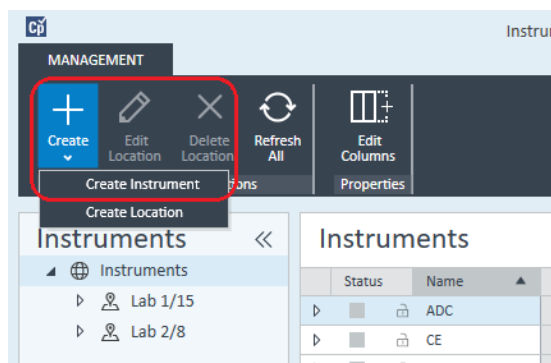 Cp
Instru
MANAGEMENT
Create
Edit
Location
Delete
Location
Refresh
All
Edit
Columns
Create Instrument
ons
Properties
Create Location
Instruments
Instruments
Instruments
Status
Name
Lab 1/15
ADC
Lab 2/8
CE